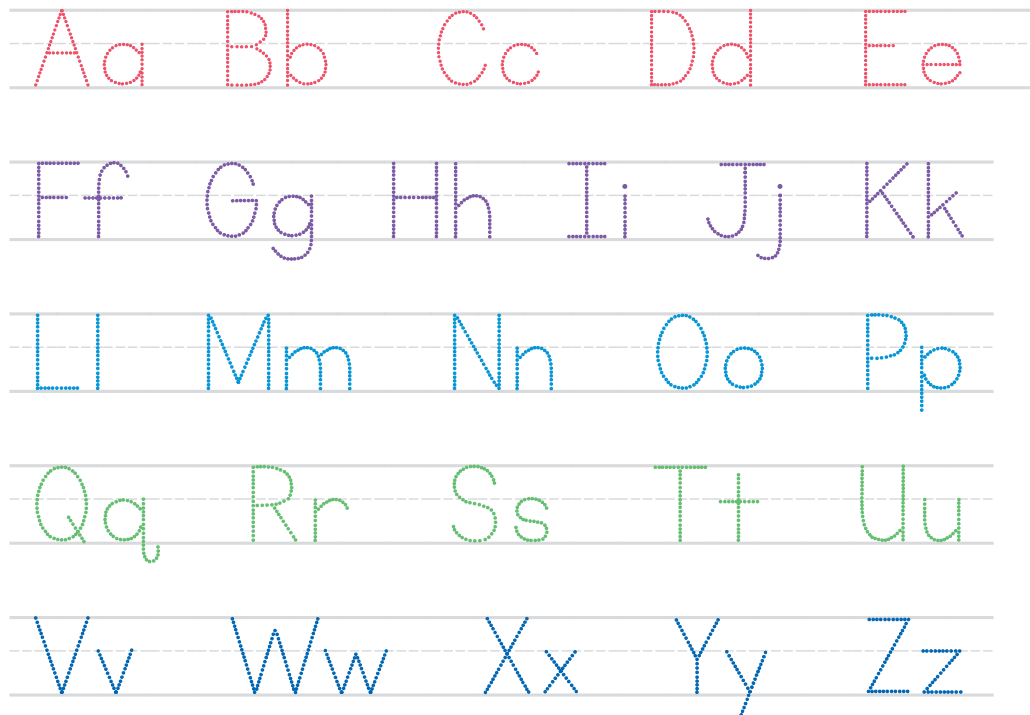 Aa Bb Cc Dd Ee
Ff Gg Hh Ii Jj Kk
Ll Mm Nn Oo Pp
Qq Rr Ss Tt Uu
Vv Ww Xx Yy Zz